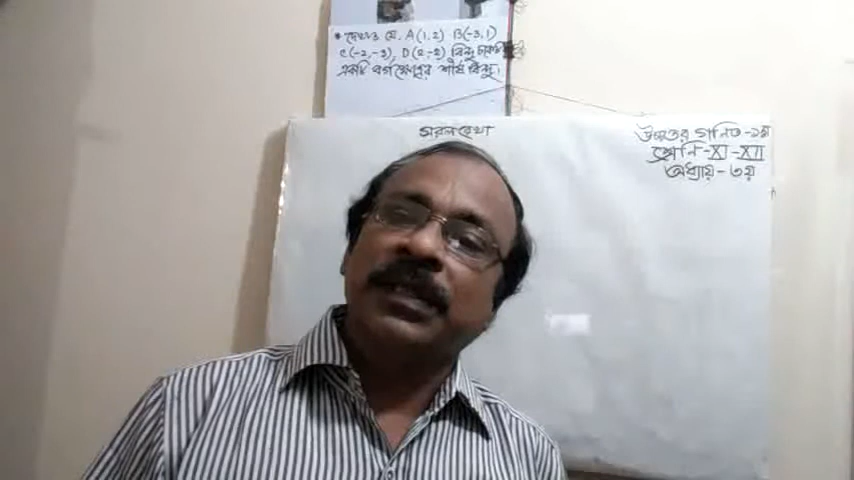 * দেখাও যে, A(1,2) B(-3,1)
C(-2,-3), D(2,-2) বিন্দু চারটি
একটি বর্গক্ষেত্রের শীর্ষ বিন্দু।
সরলরেখা
উচ্চতর গণিত-১ম
শ্রেণি-XI-XII
অধ্যায়-৩য়